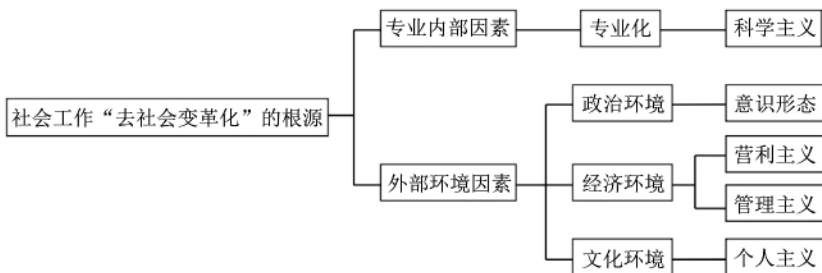 社会工作“去社会变革化”的根源
专业内部因素
专业化
科学主义
外部环境因素
政治环境
意识形态
经济环境
营利主义
管理主义
文化环境
个人主义